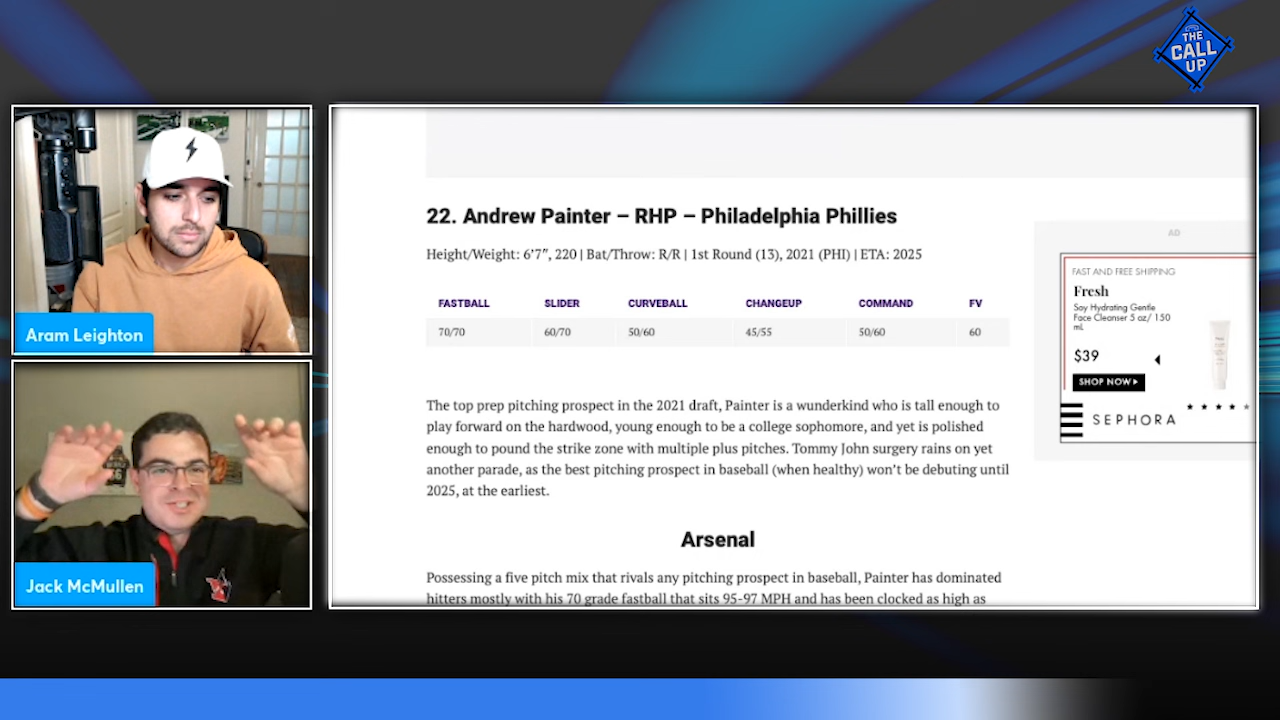 THE
CALL
UP
Aram Leighton
Jack McMullen
22. Andrew Painter – RHP – Philadelphia Phillies
Height/Weight: 6’7″, 220 | Bat/Throw: R/R | 1st Round (13), 2021 (PHI) | ETA: 2025
FASTBALL SLIDER CURVEBALL CHANGEUP COMMAND FV
70/70 60/70 50/60 45/55 50/60 60
The top prep pitching prospect in the 2021 draft, Painter is a wunderkind who is tall enough to
play forward on the hardwood, young enough to be a college sophomore, and yet is polished
enough to pound the strike zone with multiple plus pitches. Tommy John surgery rains on yet
another parade, as the best pitching prospect in baseball (when healthy) won’t be debuting until
2025, at the earliest.
Arsenal
Possessing a five pitch mix that rivals any pitching prospect in baseball, Painter has dominated
hitters mostly with his 70 grade fastball that sits 95-97 MPH and has been clocked as high as
AD
FAST AND FREE SHIPPING
Fresh
Soy Hydrating Gentle
Face Cleanser 5 oz/ 150
mL
$39
SHOP NOW
SEPHORA